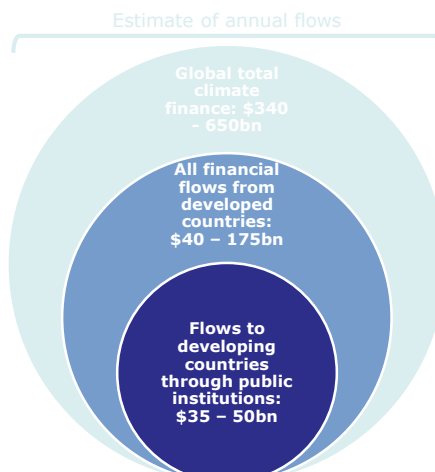 Estimate of annual flows
Global total
climate
finance: $340
– 650bn
All financial
flows from
developed
countries:
$40 – 175bn
Flows to
developing
countries
through public
institutions:
$35 – 50bn